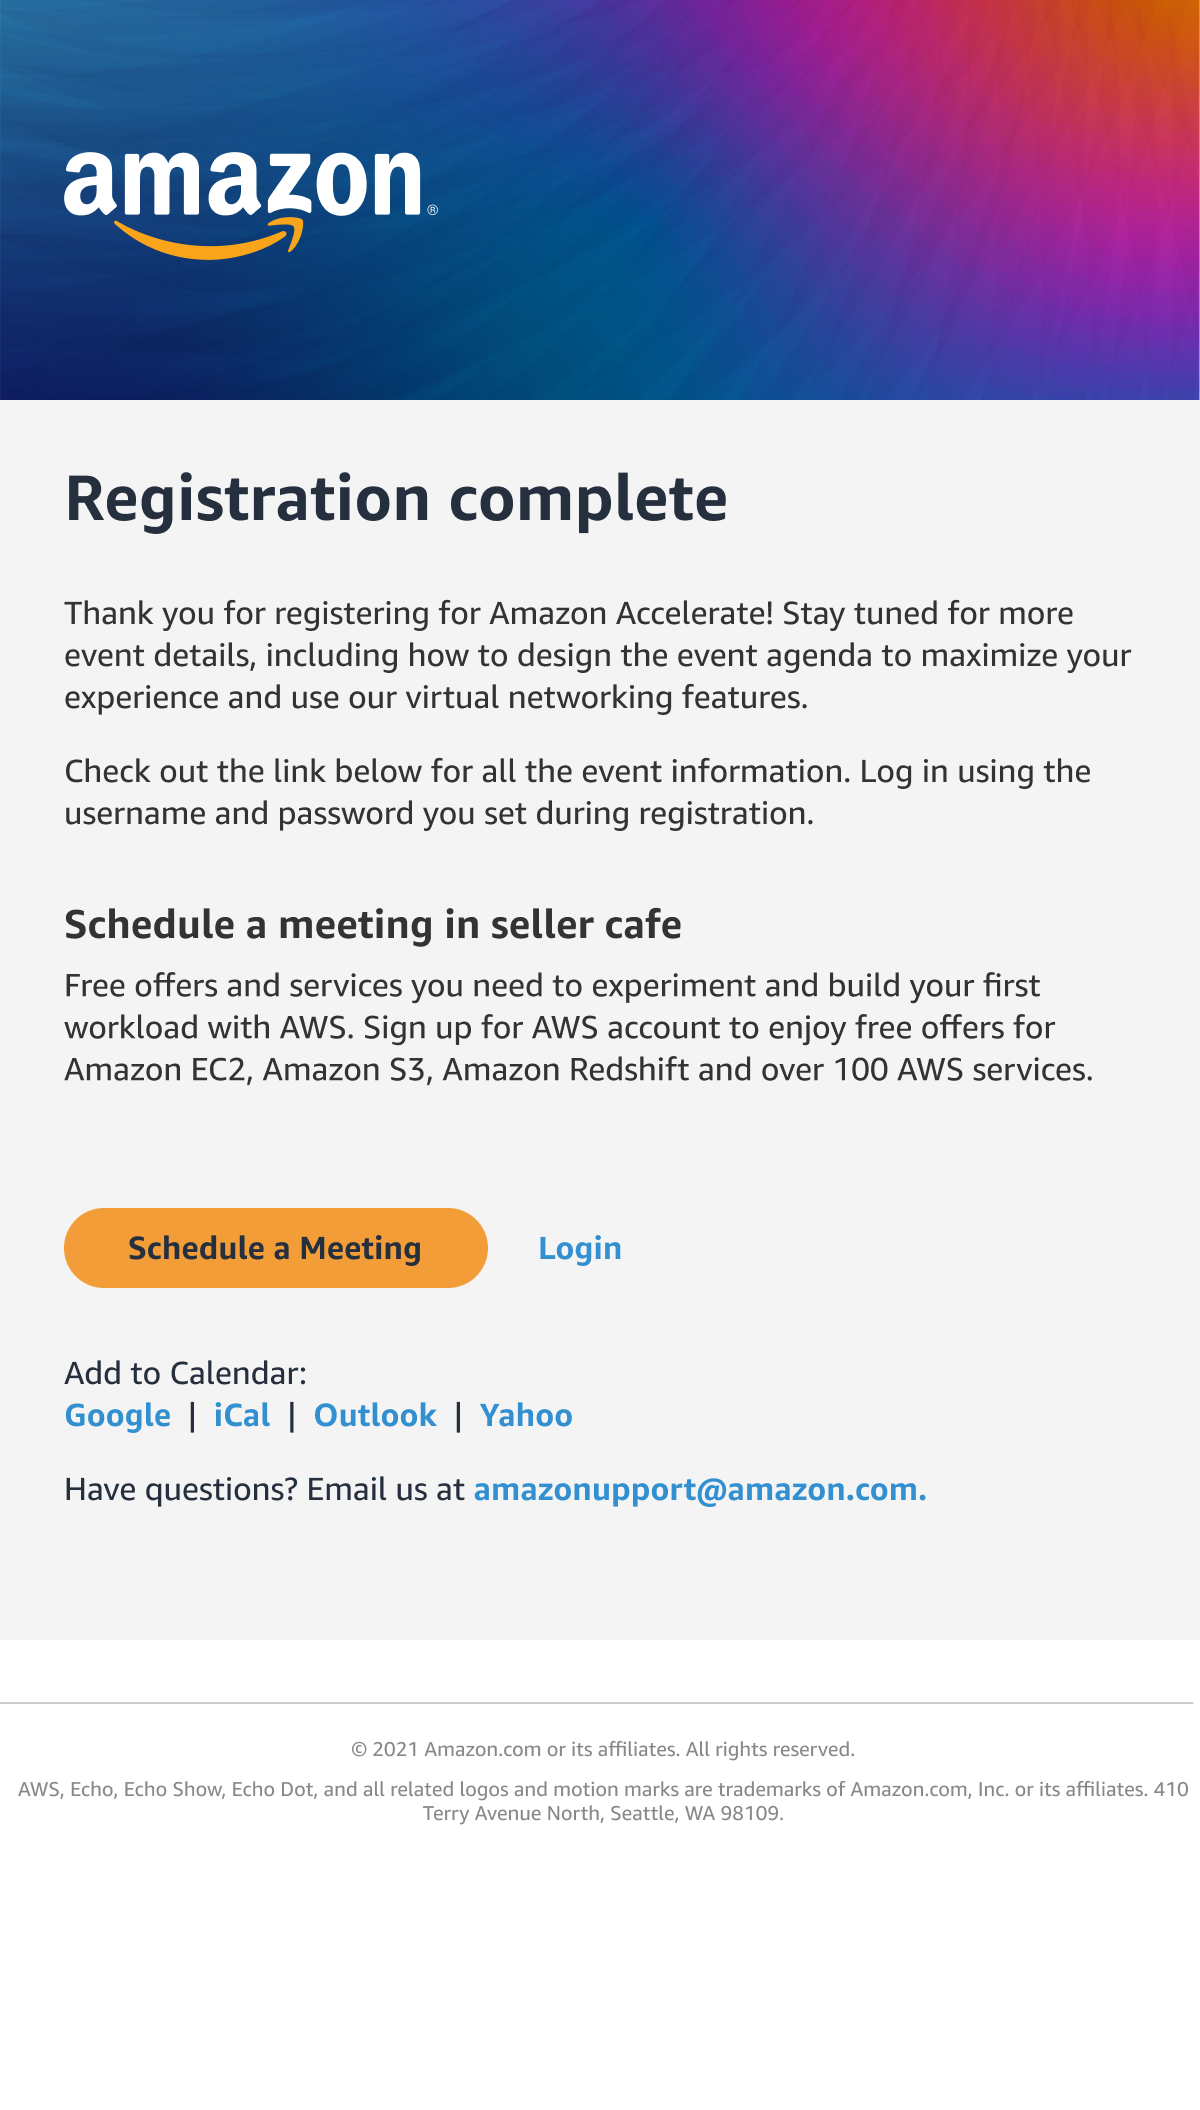 amazon®
Registration complete
Thank you for registering for Amazon Accelerate! Stay tuned for more
event details, including how to design the event agenda to maximize your
experience and use our virtual networking features.
Check out the link below for all the event information. Log in using the
username and password you set during registration.
Schedule a meeting in seller cafe
Free offers and services you need to experiment and build your first
workload with AWS. Sign up for AWS account to enjoy free offers for
Amazon EC2, Amazon S3, Amazon Redshift and over 100 AWS services.
Schedule a Meeting Login
Add to Calendar:
Google | iCal | Outlook | Yahoo
Have questions? Email us at amazonupport@amazon.com.
© 2021 Amazon.com or its affiliates. All rights reserved.
AWS, Echo, Echo Show, Echo Dot, and all related logos and motion marks are trademarks of Amazon.com, Inc. or its affiliates. 410
Terry Avenue North, Seattle, WA 98109.